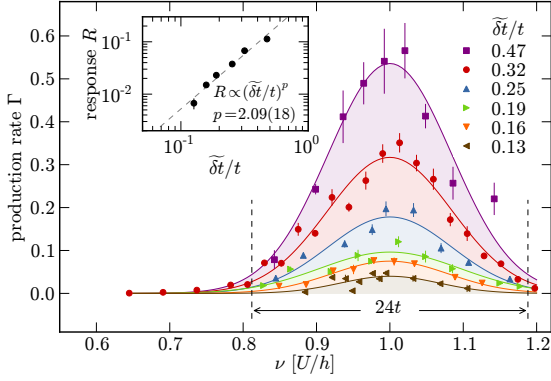 production rate Γ
0.6
0.5
0.4
0.3
0.2
0.1
0.0
0.6 0.7 0.8 0.9 1.0 1.1 1.2
ν [U/h]
24t
response R
10⁻¹
10⁻²
10⁻¹ 10⁰
δ͠t/t
R ∝ (δ͠t/t)ᵖ
p = 2.09(18)
δ͠t/t
0.47
0.32
0.25
0.19
0.16
0.13